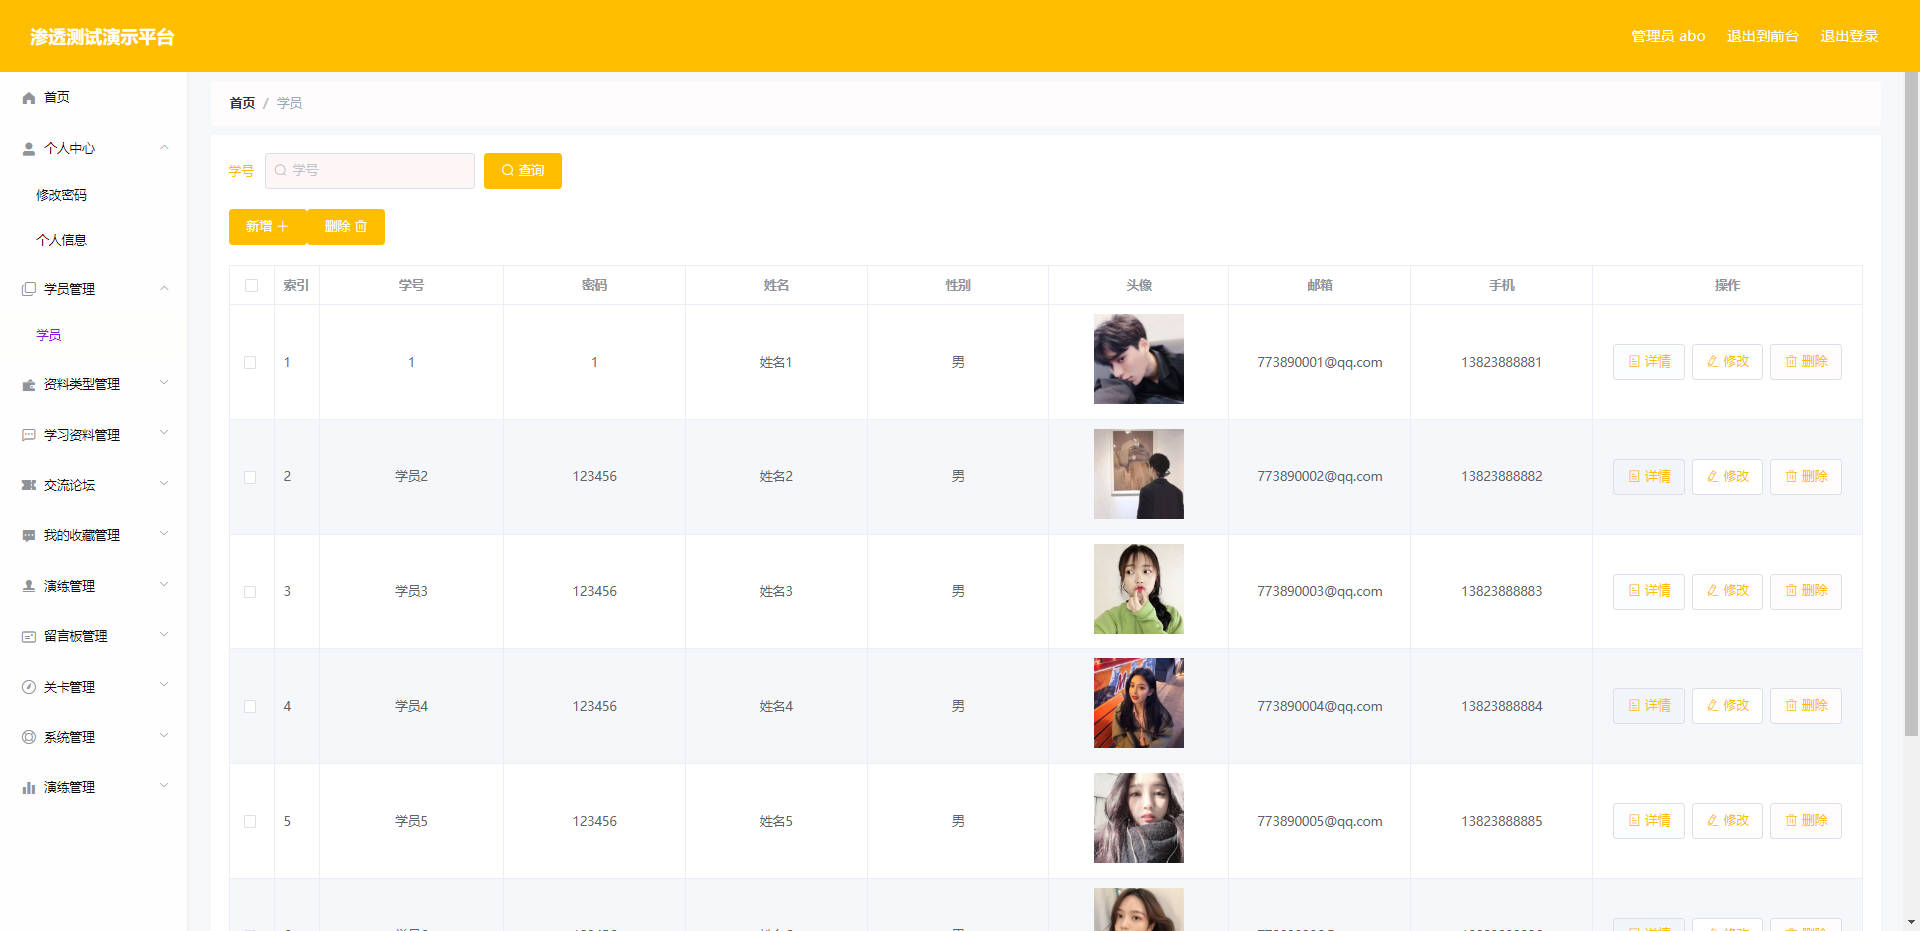 渗透测试演示平台
管理员 abo 退出到前台 退出登录
首页
个人中心
修改密码
个人信息
学员管理
学员
资料类型管理
学习资料管理
交流论坛
我的收藏管理
演练管理
留言板管理
关卡管理
系统管理
演练管理
首页 / 学员
学号 学号 查询
新增 删除
索引 学号 密码 姓名 性别 头像 邮箱 手机 操作
1 1 1 姓名1 男 773890001@qq.com 13823888881 详情 修改 删除
2 学员2 123456 姓名2 男 773890002@qq.com 13823888882 详情 修改 删除
3 学员3 123456 姓名3 男 773890003@qq.com 13823888883 详情 修改 删除
4 学员4 123456 姓名4 男 773890004@qq.com 13823888884 详情 修改 删除
5 学员5 123456 姓名5 男 773890005@qq.com 13823888885 详情 修改 删除